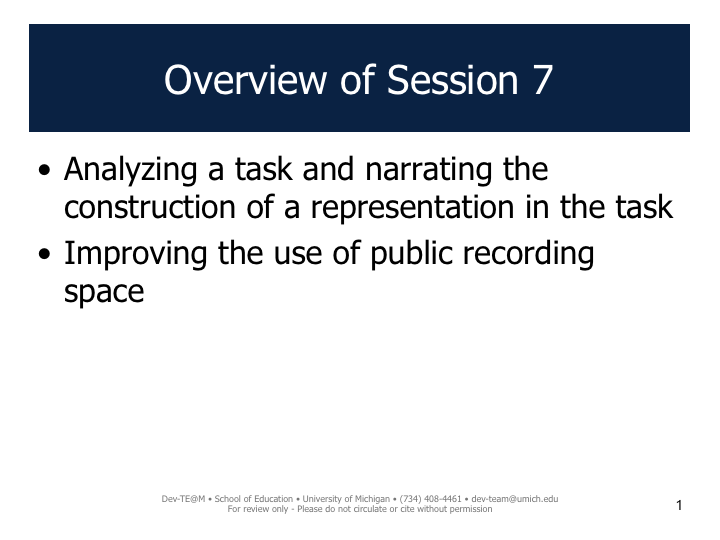 Overview of Session 7
• Analyzing a task and narrating the
construction of a representation in the task
• Improving the use of public recording
space
Dev-TE@M • School of Education • University of Michigan • (734) 408-4461 • dev-team@umich.edu
For review only - Please do not circulate or cite without permission
1